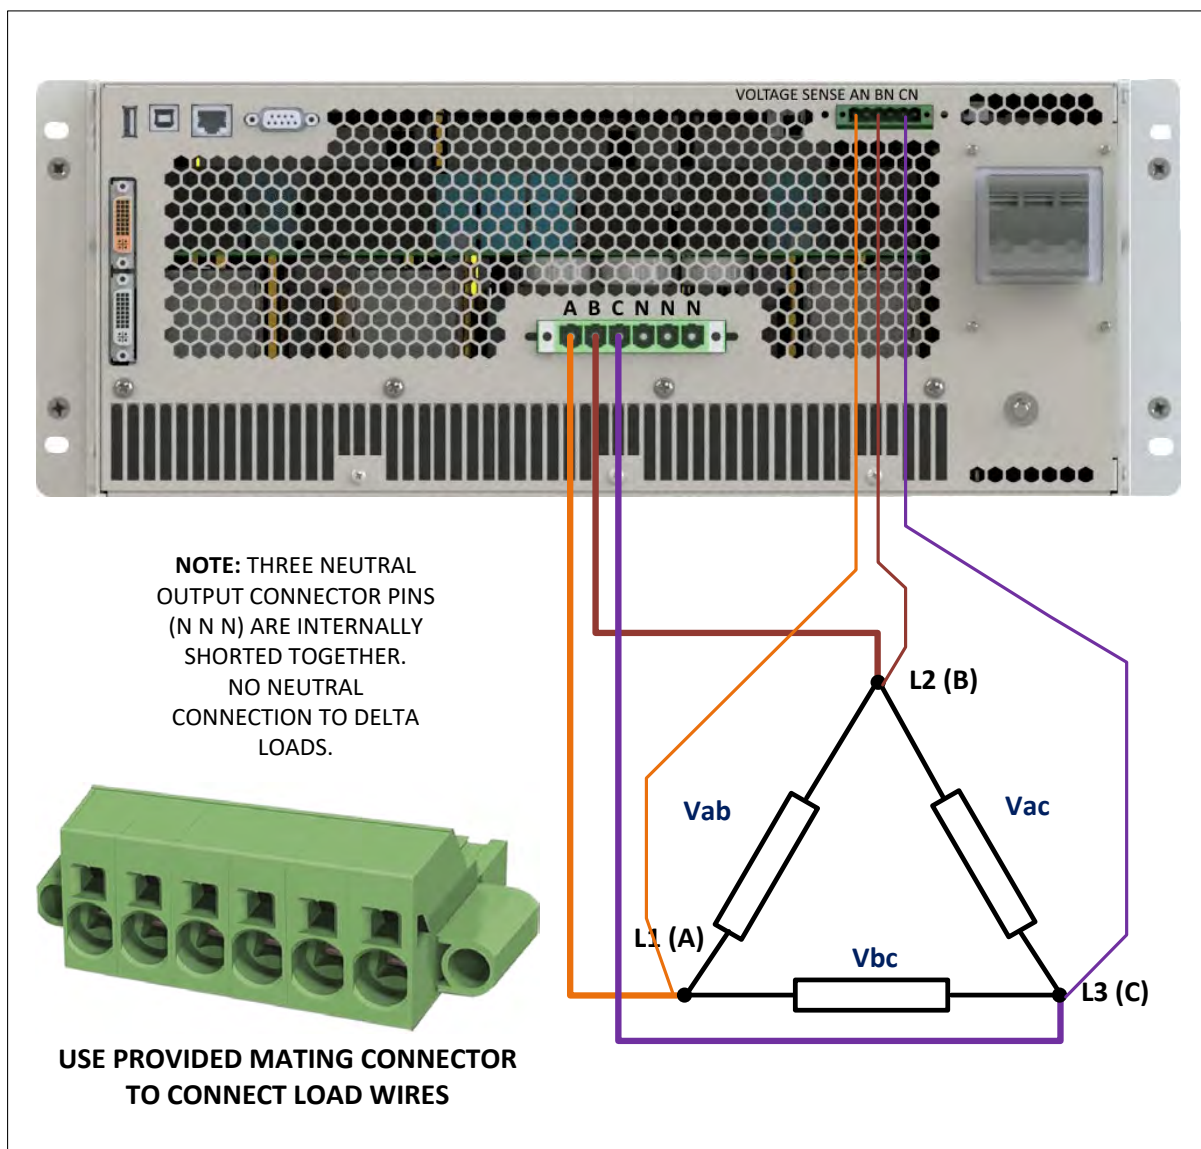 VOLTAGE SENSE AN BN CN
A B C N N N
NOTE: THREE NEUTRAL
OUTPUT CONNECTOR PINS
(N N N) ARE INTERNALLY
SHORTED TOGETHER.
NO NEUTRAL
CONNECTION TO DELTA
LOADS.
L2 (B)
Vab
Vac
L1 (A)
Vbc
L3 (C)
USE PROVIDED MATING CONNECTOR
TO CONNECT LOAD WIRES